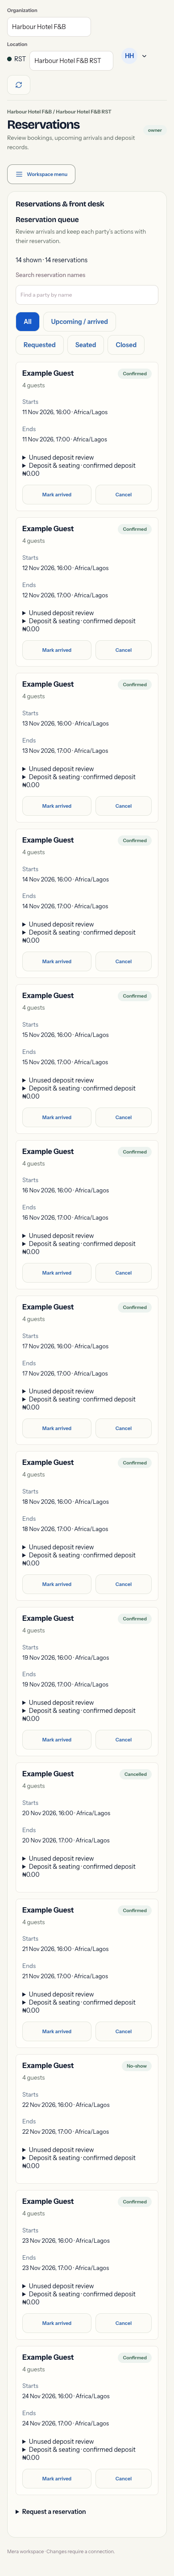 Organization
Harbour Hotel F&B
Location
RST
Harbour Hotel F&B RST
HH
Harbour Hotel F&B / Harbour Hotel F&B RST
Reservations
owner
Review bookings, upcoming arrivals and deposit
records.
Workspace menu
Reservations & front desk
Reservation queue
Review arrivals and keep each party's actions with
their reservation.
14 shown · 14 reservations
Search reservation names
Find a party by name
All
Upcoming / arrived
Requested
Seated
Closed
Example Guest
Confirmed
4 guests
Starts
11 Nov 2026, 16:00 · Africa/Lagos
Ends
11 Nov 2026, 17:00 · Africa/Lagos
Unused deposit review
Deposit & seating · confirmed deposit
₦0.00
Mark arrived
Cancel
Example Guest
Confirmed
4 guests
Starts
12 Nov 2026, 16:00 · Africa/Lagos
Ends
12 Nov 2026, 17:00 · Africa/Lagos
Unused deposit review
Deposit & seating · confirmed deposit
₦0.00
Mark arrived
Cancel
Example Guest
Confirmed
4 guests
Starts
13 Nov 2026, 16:00 · Africa/Lagos
Ends
13 Nov 2026, 17:00 · Africa/Lagos
Unused deposit review
Deposit & seating · confirmed deposit
₦0.00
Mark arrived
Cancel
Example Guest
Confirmed
4 guests
Starts
14 Nov 2026, 16:00 · Africa/Lagos
Ends
14 Nov 2026, 17:00 · Africa/Lagos
Unused deposit review
Deposit & seating · confirmed deposit
₦0.00
Mark arrived
Cancel
Example Guest
Confirmed
4 guests
Starts
15 Nov 2026, 16:00 · Africa/Lagos
Ends
15 Nov 2026, 17:00 · Africa/Lagos
Unused deposit review
Deposit & seating · confirmed deposit
₦0.00
Mark arrived
Cancel
Example Guest
Confirmed
4 guests
Starts
16 Nov 2026, 16:00 · Africa/Lagos
Ends
16 Nov 2026, 17:00 · Africa/Lagos
Unused deposit review
Deposit & seating · confirmed deposit
₦0.00
Mark arrived
Cancel
Example Guest
Confirmed
4 guests
Starts
17 Nov 2026, 16:00 · Africa/Lagos
Ends
17 Nov 2026, 17:00 · Africa/Lagos
Unused deposit review
Deposit & seating · confirmed deposit
₦0.00
Mark arrived
Cancel
Example Guest
Confirmed
4 guests
Starts
18 Nov 2026, 16:00 · Africa/Lagos
Ends
18 Nov 2026, 17:00 · Africa/Lagos
Unused deposit review
Deposit & seating · confirmed deposit
₦0.00
Mark arrived
Cancel
Example Guest
Confirmed
4 guests
Starts
19 Nov 2026, 16:00 · Africa/Lagos
Ends
19 Nov 2026, 17:00 · Africa/Lagos
Unused deposit review
Deposit & seating · confirmed deposit
₦0.00
Mark arrived
Cancel
Example Guest
Cancelled
4 guests
Starts
20 Nov 2026, 16:00 · Africa/Lagos
Ends
20 Nov 2026, 17:00 · Africa/Lagos
Unused deposit review
Deposit & seating · confirmed deposit
₦0.00
Example Guest
Confirmed
4 guests
Starts
21 Nov 2026, 16:00 · Africa/Lagos
Ends
21 Nov 2026, 17:00 · Africa/Lagos
Unused deposit review
Deposit & seating · confirmed deposit
₦0.00
Mark arrived
Cancel
Example Guest
No-show
4 guests
Starts
22 Nov 2026, 16:00 · Africa/Lagos
Ends
22 Nov 2026, 17:00 · Africa/Lagos
Unused deposit review
Deposit & seating · confirmed deposit
₦0.00
Example Guest
Confirmed
4 guests
Starts
23 Nov 2026, 16:00 · Africa/Lagos
Ends
23 Nov 2026, 17:00 · Africa/Lagos
Unused deposit review
Deposit & seating · confirmed deposit
₦0.00
Mark arrived
Cancel
Example Guest
Confirmed
4 guests
Starts
24 Nov 2026, 16:00 · Africa/Lagos
Ends
24 Nov 2026, 17:00 · Africa/Lagos
Unused deposit review
Deposit & seating · confirmed deposit
₦0.00
Mark arrived
Cancel
Request a reservation
Mera workspace · Changes require a connection.